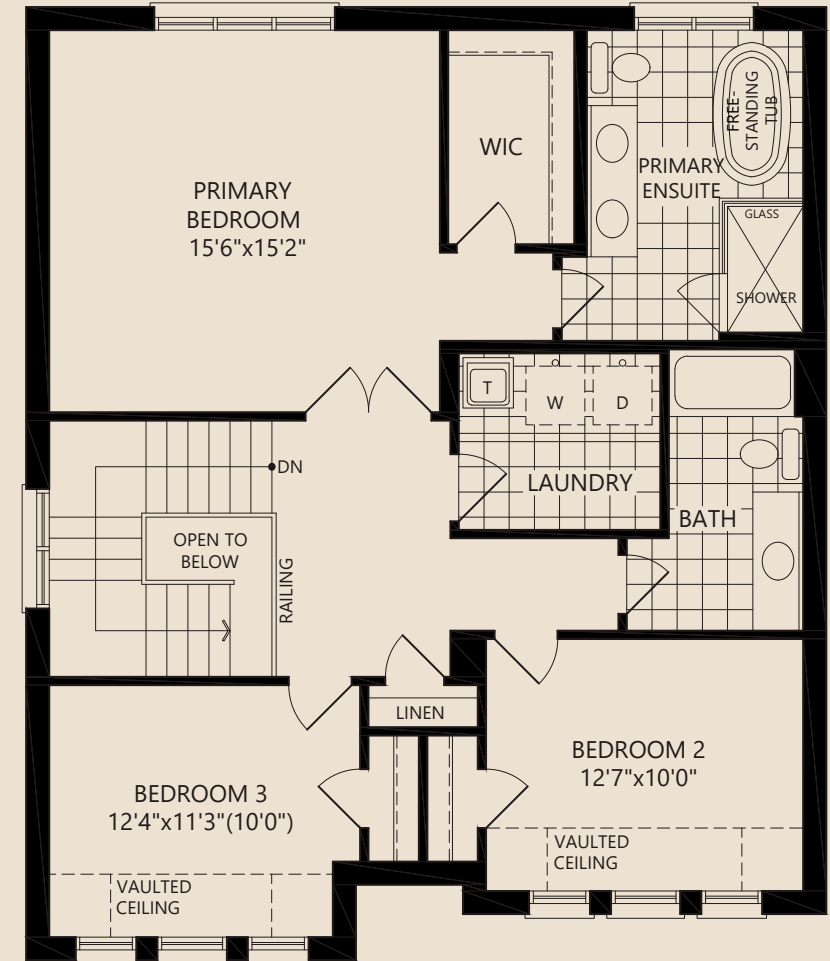 WIC
PRIMARY
ENSUITE
FREE-
STANDING
TUB
PRIMARY
BEDROOM
15'6"x15'2"
GLASS
SHOWER
T
W
D
DN
LAUNDRY
BATH
OPEN TO
BELOW
RAILING
LINEN
BEDROOM 2
12'7"x10'0"
BEDROOM 3
12'4"x11'3"(10'0")
VAULTED
CEILING
VAULTED
CEILING